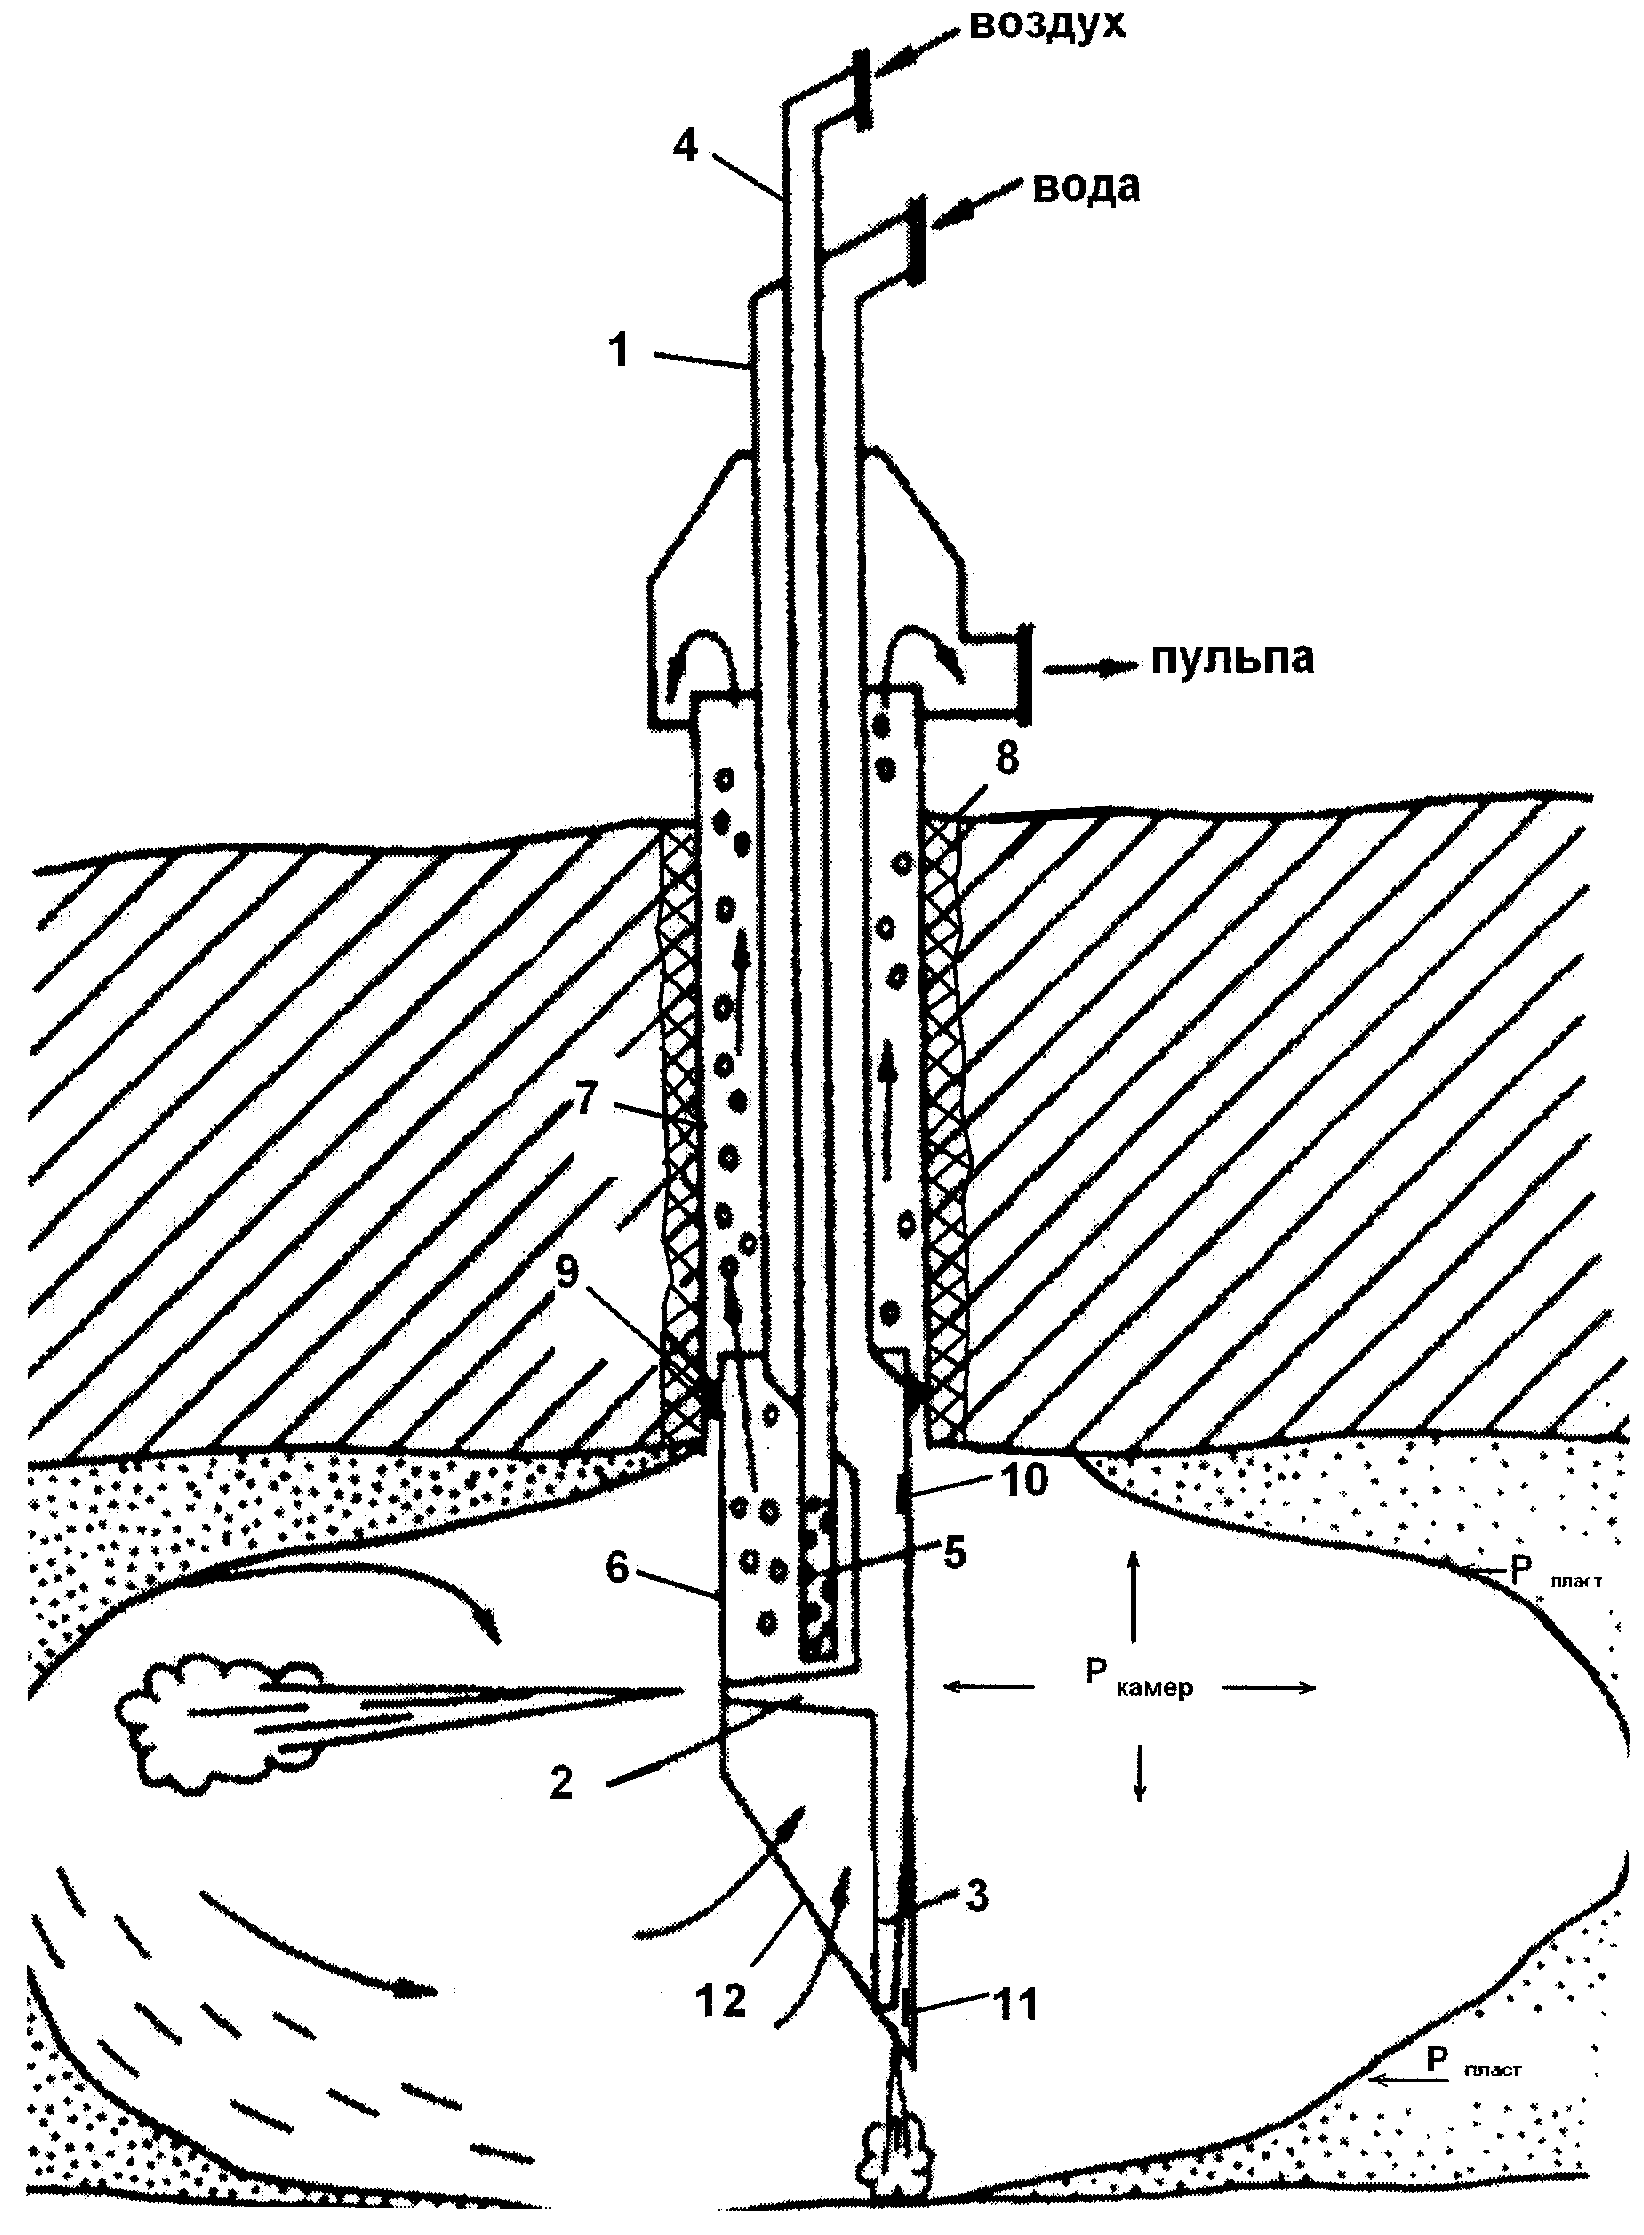 воздух
4
вода
1
пульпа
8
7
9
10
5
6
P пласт
P камер
2
3
12
11
P пласт